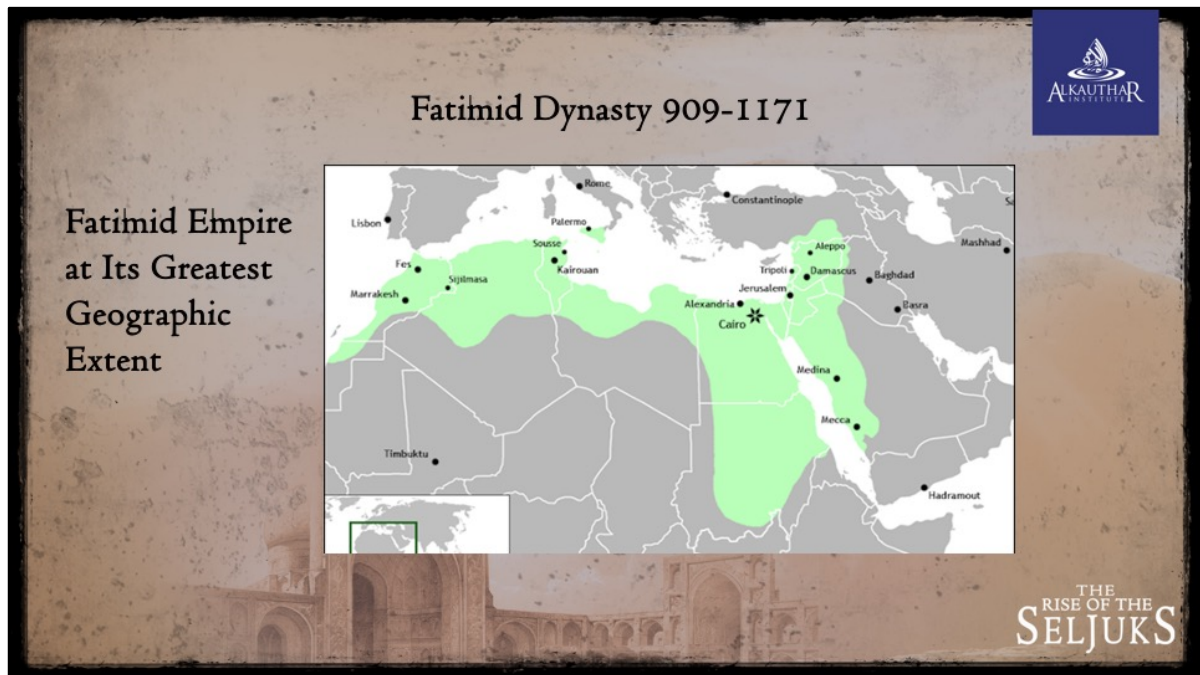 ALKAUTHAR
INSTITUTE
Fatimid Dynasty 909-1171
Fatimid Empire
at Its Greatest
Geographic
Extent
Rome
Constantinople
Lisbon
Palermo
Sousse
Aleppo
Mashhad
Fes
Kairouan
Tripoli
Damascus
Baghdad
Sijilmasa
Jerusalem
Marrakesh
Alexandria
Basra
Cairo
Medina
Mecca
Timbuktu
Hadramout
THE
RISE OF THE
SELJUKS